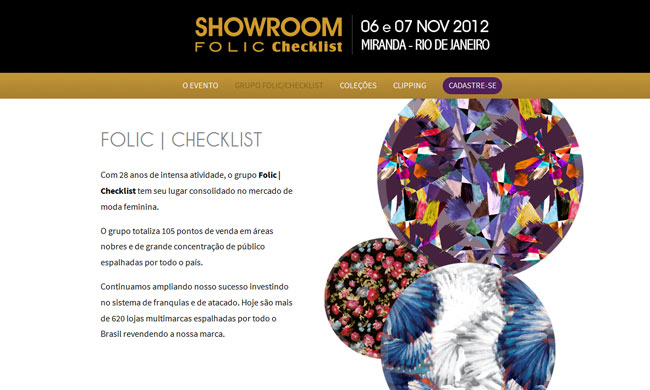 SHOWROOM
FOLIC Checklist
06 e 07 NOV 2012
MIRANDA - RIO DE JANEIRO
O EVENTO GRUPO FOLIC/CHECKLIST COLEÇÕES CLIPPING CADASTRE-SE
FOLIC | CHECKLIST
Com 28 anos de intensa atividade, o grupo Folic |
Checklist tem seu lugar consolidado no mercado de
moda feminina.
O grupo totaliza 105 pontos de venda em áreas
nobres e de grande concentração de público
espalhadas por todo o país.
Continuamos ampliando nosso sucesso investindo
no sistema de franquias e de atacado. Hoje são mais
de 620 lojas multimarcas espalhadas por todo o
Brasil revendendo a nossa marca.